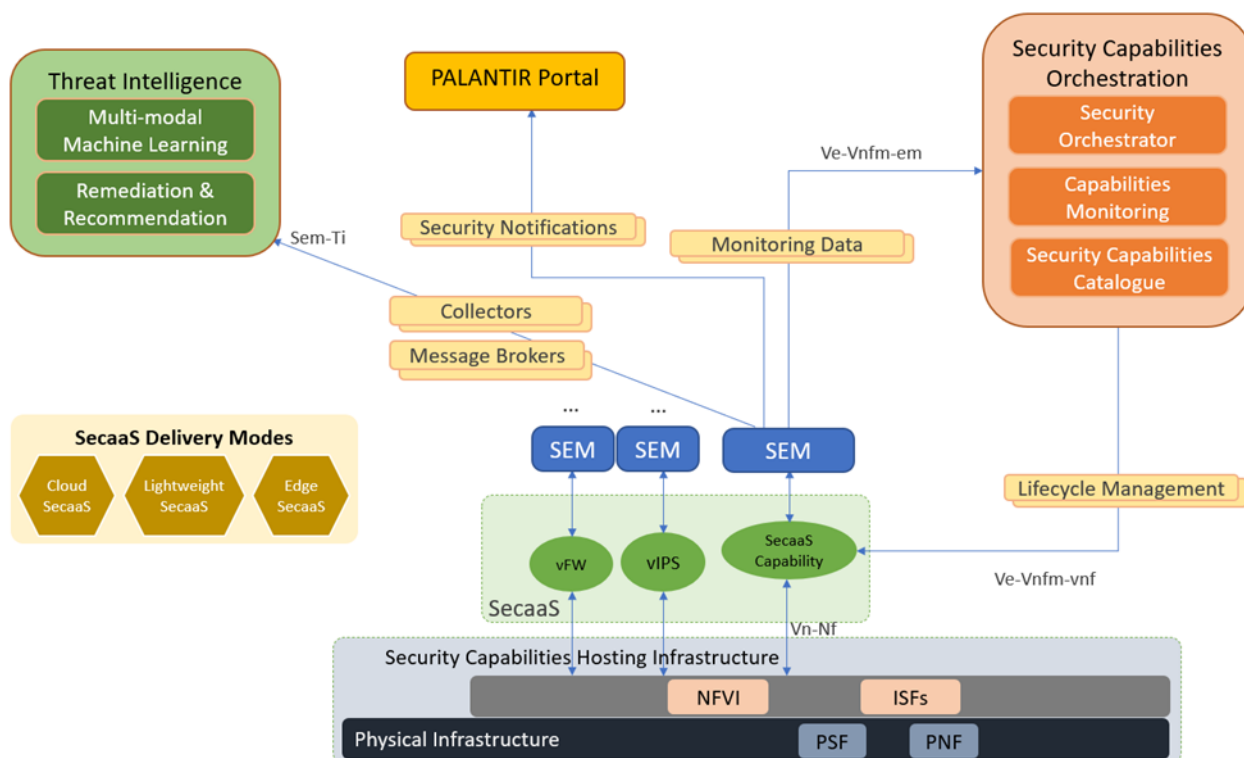 Threat Intelligence
Multi-modal
Machine Learning
Remediation &
Recommendation
PALANTIR Portal
Security Capabilities
Orchestration
Security
Orchestrator
Capabilities
Monitoring
Security Capabilities
Catalogue
Ve-Vnfm-em
Sem-Ti
Security Notifications
Monitoring Data
Collectors
Message Brokers
SecaaS Delivery Modes
Cloud
SecaaS
Lightweight
SecaaS
Edge
SecaaS
...
...
SEM
SEM
SEM
Lifecycle Management
vFW
vIPS
SecaaS
Capability
SecaaS
Ve-Vnfm-vnf
Vn-Nf
Security Capabilities Hosting Infrastructure
NFVI
ISFs
Physical Infrastructure
PSF
PNF